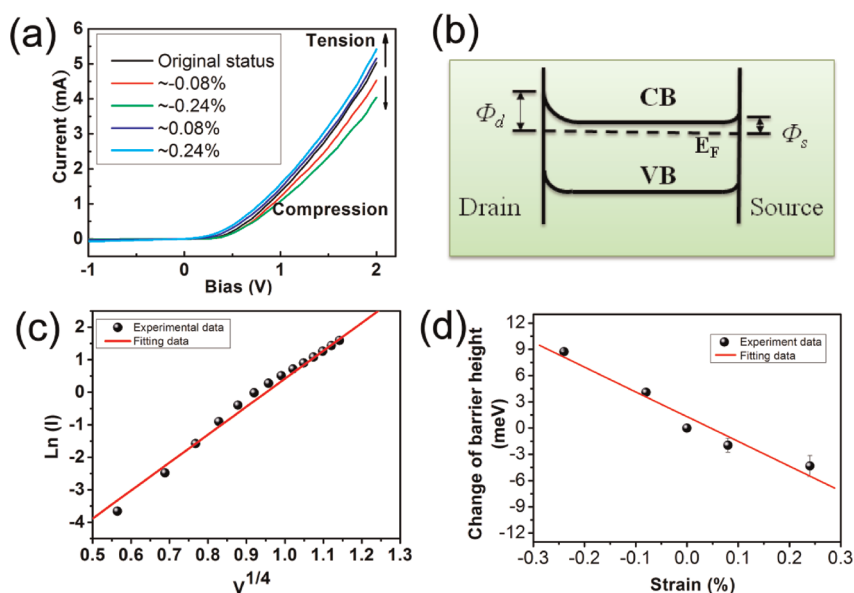 (a)
Original status
~-0.08%
~-0.24%
~0.08%
~0.24%
Tension
Compression
Current (mA)
6
5
4
3
2
1
0
-1 0 1 2
Bias (V)
(b)
Φd
CB
EF
Φs
VB
Drain
Source
(c)
Experimental data
Fitting data
Ln (I)
2
1
0
-1
-2
-3
-4
0.5 0.6 0.7 0.8 0.9 1.0 1.1 1.2 1.3
V^1/4
(d)
Experiment data
Fitting data
Change of barrier height
(meV)
12
9
6
3
0
-3
-6
-9
-12
-0.3 -0.2 -0.1 0.0 0.1 0.2 0.3
Strain (%)